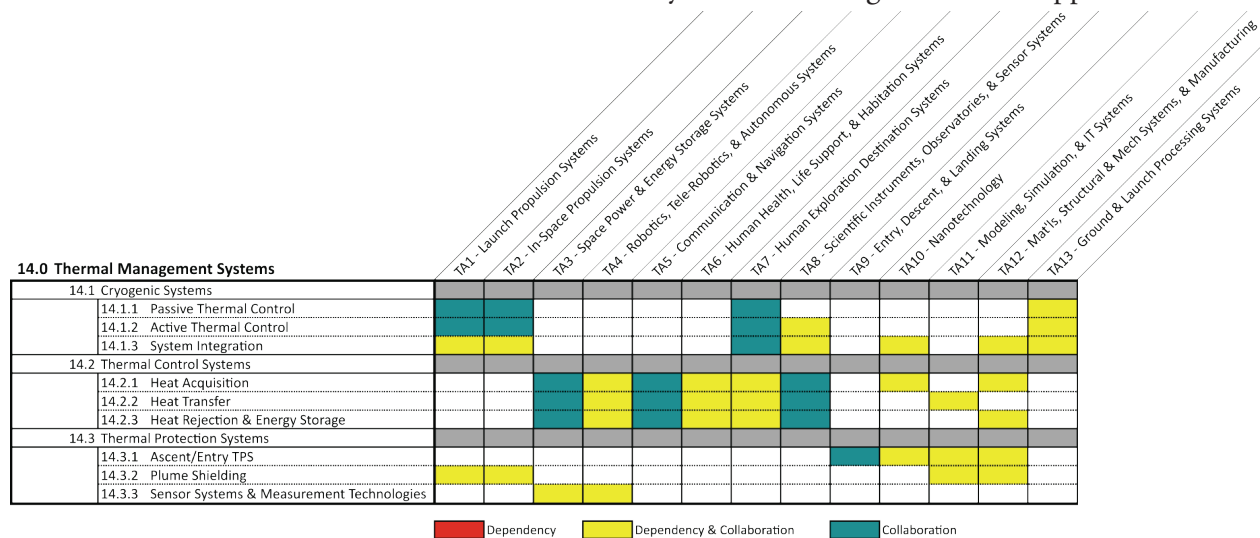 TA1 - Launch Propulsion Systems
TA2 - In-Space Propulsion Systems
TA3 - Space Power & Energy Storage Systems
TA4 - Robotics, Tele-Robotics, & Autonomous Systems
TA5 - Communication & Navigation Systems
TA6 - Human Health, Life Support, & Habitation Systems
TA7 - Human Exploration Destination Systems
TA8 - Scientific Instruments, Observatories, & Sensor Systems
TA9 - Entry, Descent, & Landing Systems
TA10 - Nanotechnology
TA11 - Modeling, Simulation, & IT Systems
TA12 - Mat'ls, Structural & Mech Systems, & Manufacturing
TA13 - Ground & Launch Processing Systems
14.0 Thermal Management Systems
14.1 Cryogenic Systems
14.1.1 Passive Thermal Control
14.1.2 Active Thermal Control
14.1.3 System Integration
14.2 Thermal Control Systems
14.2.1 Heat Acquisition
14.2.2 Heat Transfer
14.2.3 Heat Rejection & Energy Storage
14.3 Thermal Protection Systems
14.3.1 Ascent/Entry TPS
14.3.2 Plume Shielding
14.3.3 Sensor Systems & Measurement Technologies
Dependency
Dependency & Collaboration
Collaboration